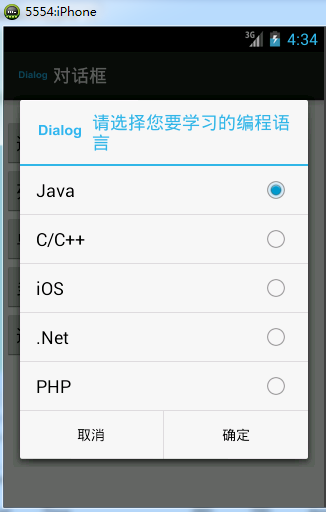 5554:iPhone
3G 4:34
Dialog 对话框
Dialog 请选择您要学习的编程语
言
Java
C/C++
iOS
.Net
PHP
取消 确定